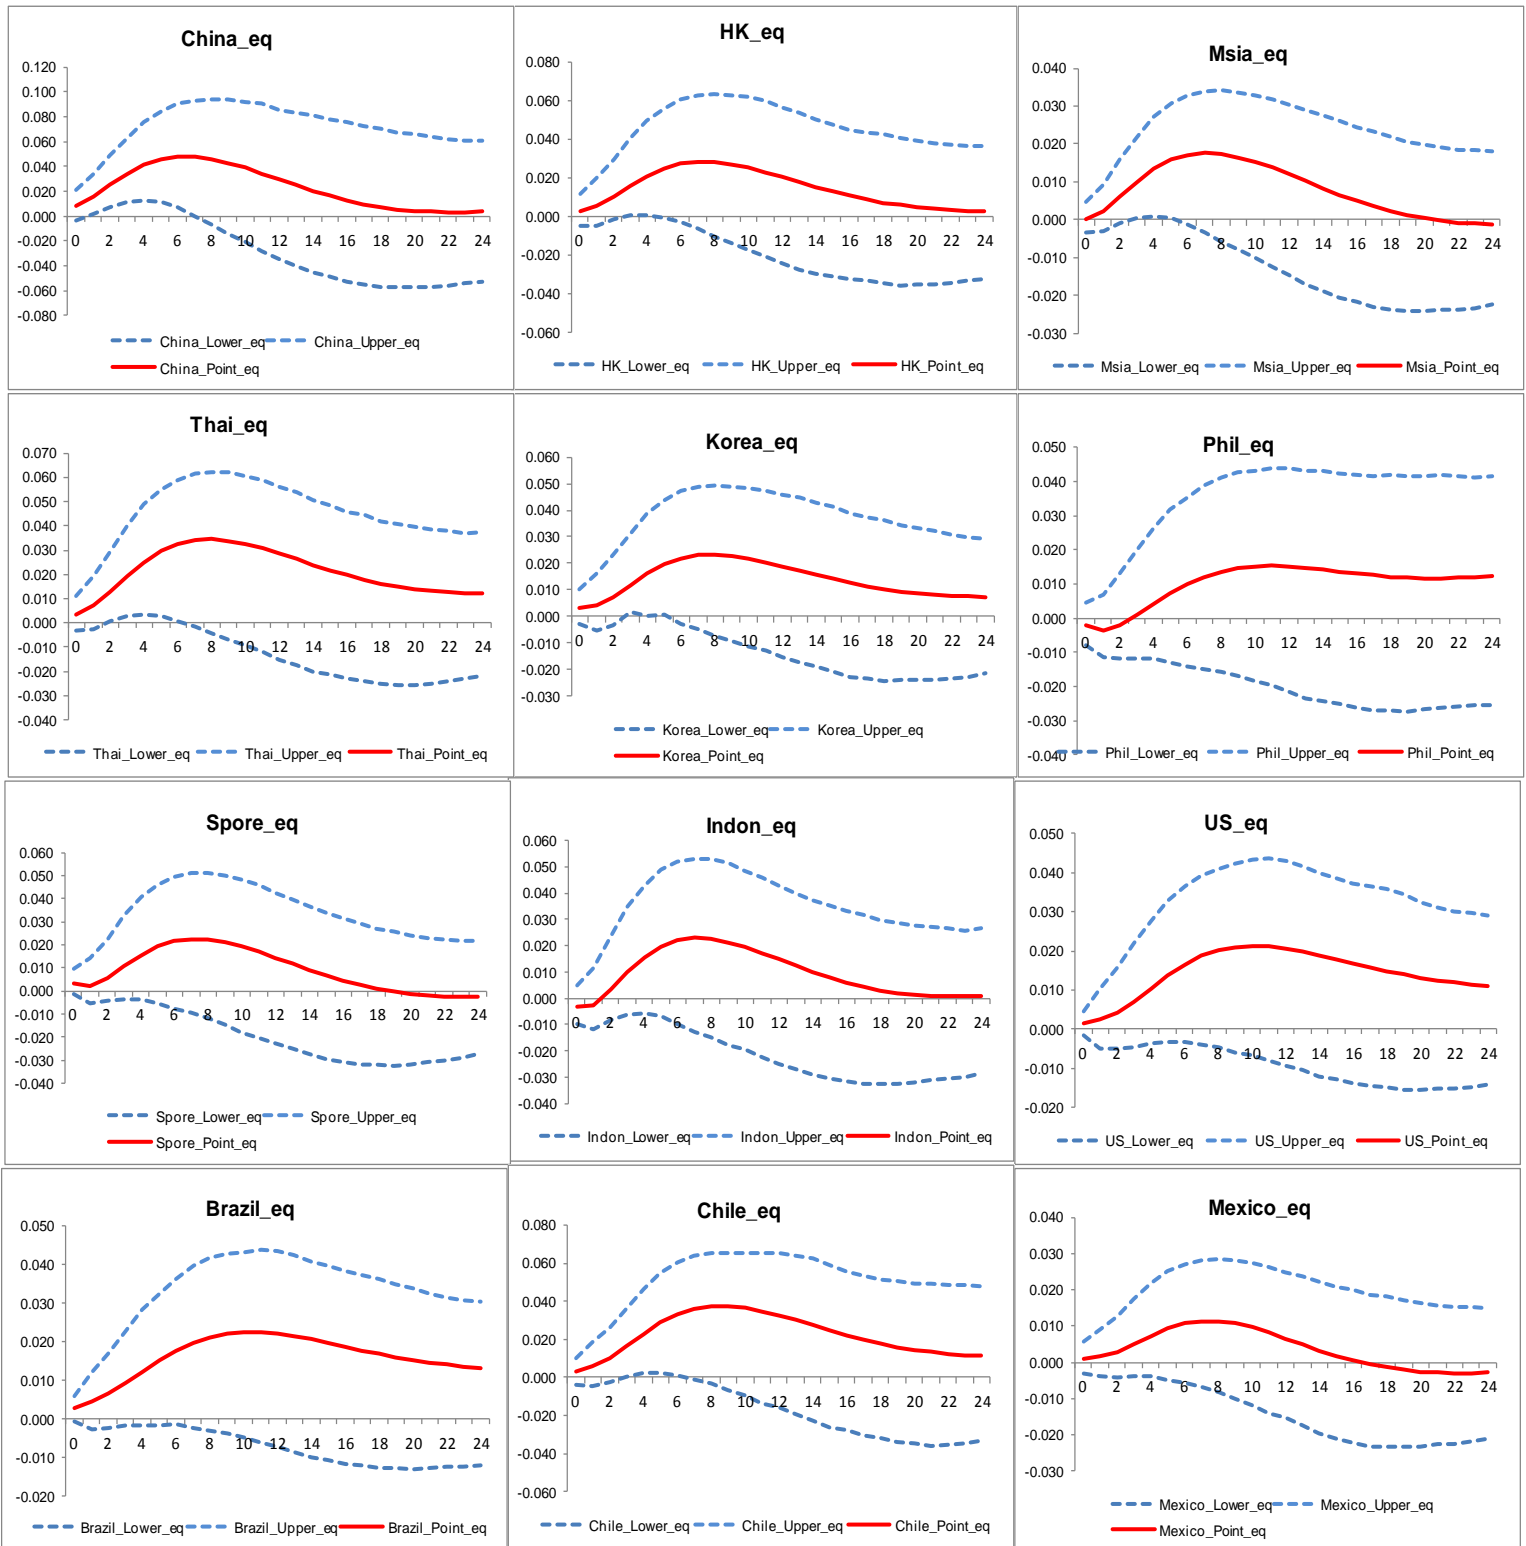 China_eq
0.120
0.100
0.080
0.060
0.040
0.020
0.000
-0.020
-0.040
-0.060
-0.080
0 2 4 6 8 10 12 14 16 18 20 22 24
China_Lower_eq China_Upper_eq
China_Point_eq
HK_eq
0.080
0.060
0.040
0.020
0.000
-0.020
-0.040
-0.060
0 2 4 6 8 10 12 14 16 18 20 22 24
HK_Lower_eq HK_Upper_eq HK_Point_eq
Msia_eq
0.040
0.030
0.020
0.010
0.000
-0.010
-0.020
-0.030
0 2 4 6 8 10 12 14 16 18 20 22 24
Msia_Lower_eq Msia_Upper_eq Msia_Point_eq
Thai_eq
0.070
0.060
0.050
0.040
0.030
0.020
0.010
0.000
-0.010
-0.020
-0.030
-0.040
0 2 4 6 8 10 12 14 16 18 20 22 24
Thai_Lower_eq Thai_Upper_eq Thai_Point_eq
Korea_eq
0.060
0.050
0.040
0.030
0.020
0.010
0.000
-0.010
-0.020
-0.030
0 2 4 6 8 10 12 14 16 18 20 22 24
Korea_Lower_eq Korea_Upper_eq
Korea_Point_eq
Phil_eq
0.050
0.040
0.030
0.020
0.010
0.000
-0.010
-0.020
-0.030
-0.040
0 2 4 6 8 10 12 14 16 18 20 22 24
Phil_Lower_eq Phil_Upper_eq Phil_Point_eq
Spore_eq
0.060
0.050
0.040
0.030
0.020
0.010
0.000
-0.010
-0.020
-0.030
-0.040
0 2 4 6 8 10 12 14 16 18 20 22 24
Spore_Lower_eq Spore_Upper_eq
Spore_Point_eq
Indon_eq
0.060
0.050
0.040
0.030
0.020
0.010
0.000
-0.010
-0.020
-0.030
-0.040
0 2 4 6 8 10 12 14 16 18 20 22 24
Indon_Lower_eq Indon_Upper_eq Indon_Point_eq
US_eq
0.050
0.040
0.030
0.020
0.010
0.000
-0.010
-0.020
0 2 4 6 8 10 12 14 16 18 20 22 24
US_Lower_eq US_Upper_eq US_Point_eq
Brazil_eq
0.050
0.040
0.030
0.020
0.010
0.000
-0.010
-0.020
0 2 4 6 8 10 12 14 16 18 20 22 24
Brazil_Lower_eq Brazil_Upper_eq Brazil_Point_eq
Chile_eq
0.080
0.060
0.040
0.020
0.000
-0.020
-0.040
-0.060
0 2 4 6 8 10 12 14 16 18 20 22 24
Chile_Lower_eq Chile_Upper_eq Chile_Point_eq
Mexico_eq
0.040
0.030
0.020
0.010
0.000
-0.010
-0.020
-0.030
0 2 4 6 8 10 12 14 16 18 20 22 24
Mexico_Lower_eq Mexico_Upper_eq
Mexico_Point_eq